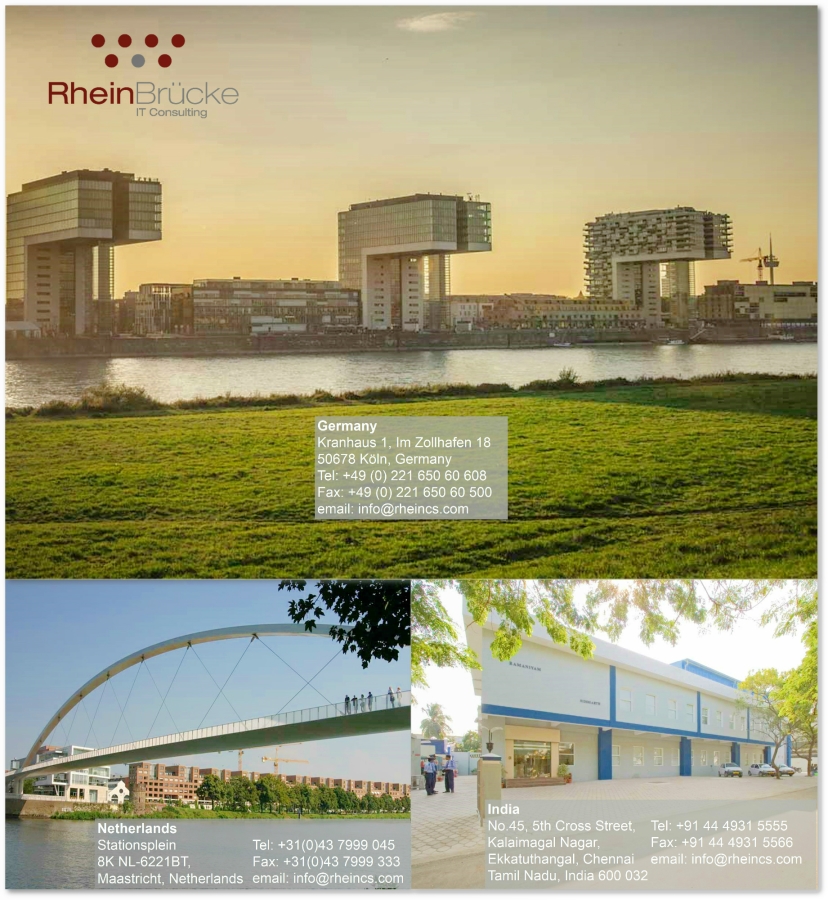 RheinBrücke
IT Consulting
Germany
Kranhaus 1, Im Zollhafen 18
50678 Köln, Germany
Tel: +49 (0) 221 650 60 608
Fax: +49 (0) 221 650 60 500
email: info@rheincs.com
Netherlands
Stationsplein
8K NL-6221BT,
Maastricht, Netherlands
Tel: +31(0)43 7999 045
Fax: +31(0)43 7999 333
email: info@rheincs.com
India
No.45, 5th Cross Street,
Kalaimagal Nagar,
Ekkatuthangal, Chennai
Tamil Nadu, India 600 032
Tel: +91 44 4931 5555
Fax: +91 44 4931 5566
email: info@rheincs.com